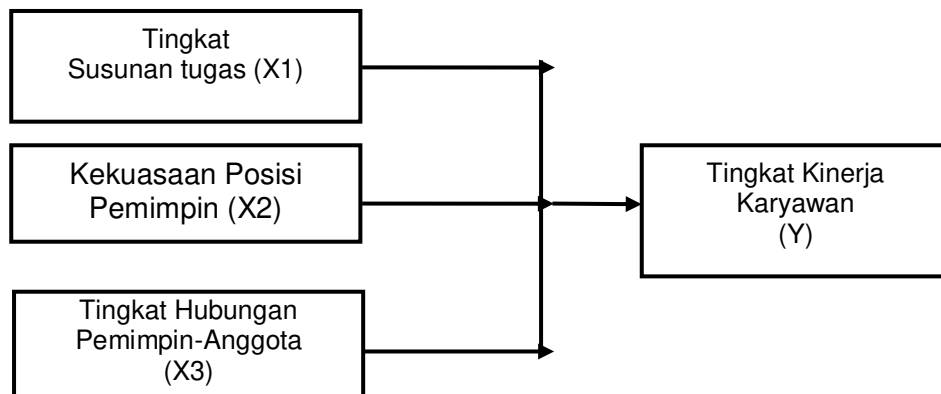 Tingkat
Susunan tugas (X1)
Kekuasaan Posisi
Pemimpin (X2)
Tingkat Hubungan
Pemimpin-Anggota
(X3)
Tingkat Kinerja
Karyawan
(Y)